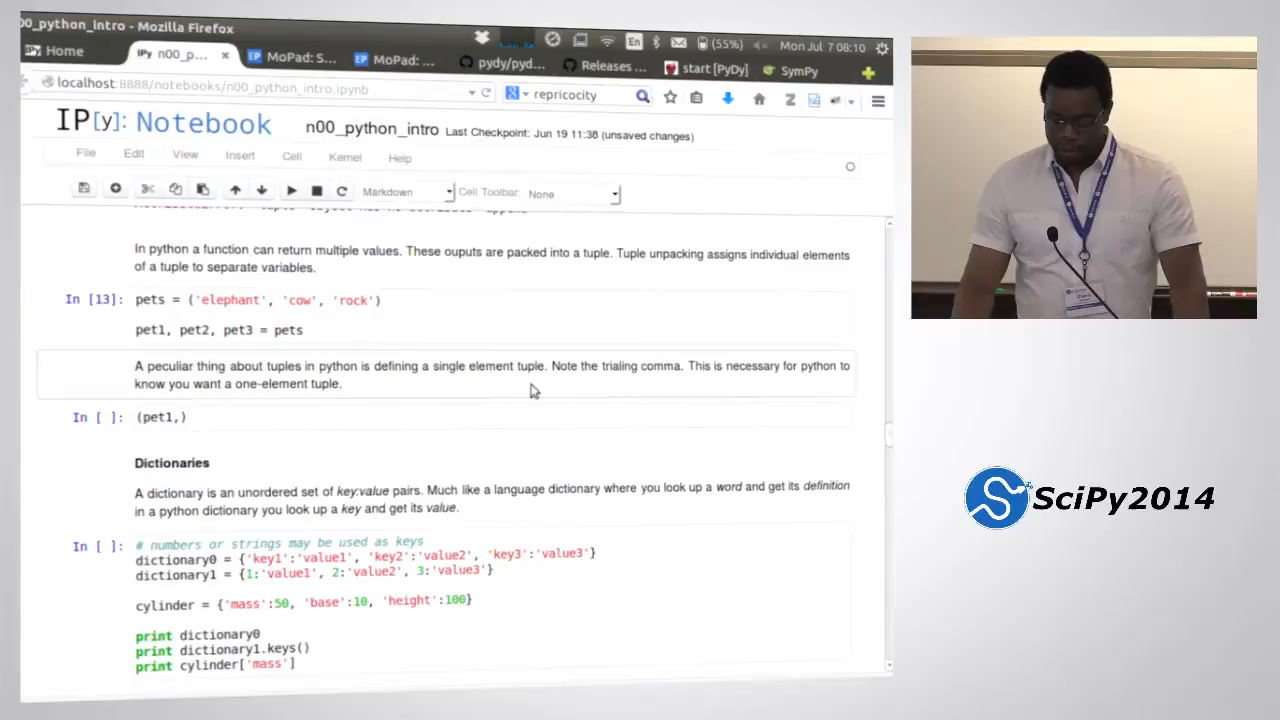 00_python_intro - Mozilla Firefox
En
(55%)
Mon Jul 7 08:10
IPy Home
IPy n00_p...
EP MoPad: S...
EP MoPad: ...
pydy/pyd...
Releases ...
start [PyDy]
SymPy
localhost:8888/notebooks/n00_python_intro.ipynb
repricocity
IP[y]: Notebook
n00_python_intro Last Checkpoint: Jun 19 11:36 (unsaved changes)
File Edit View Insert Cell Kernel Help
Markdown
Cell Toolbar: None
In python a function can return multiple values. These ouputs are packed into a tuple. Tuple unpacking assigns individual elements
of a tuple to separate variables.
In [13]: pets = ('elephant', 'cow', 'rock')
pet1, pet2, pet3 = pets
A peculiar thing about tuples in python is defining a single element tuple. Note the trialing comma. This is necessary for python to
know you want a one-element tuple.
In [ ]: (pet1,)
Dictionaries
A dictionary is an unordered set of key:value pairs. Much like a language dictionary where you look up a word and get its definition
in a python dictionary you look up a key and get its value.
In [ ]: # numbers or strings may be used as keys
dictionary0 = {'key1':'value1', 'key2':'value2', 'key3':'value3'}
dictionary1 = {1:'value1', 2:'value2', 3:'value3'}
cylinder = {'mass':50, 'base':10, 'height':100}
print dictionary0
print dictionary1.keys()
print cylinder['mass']
SciPy2014